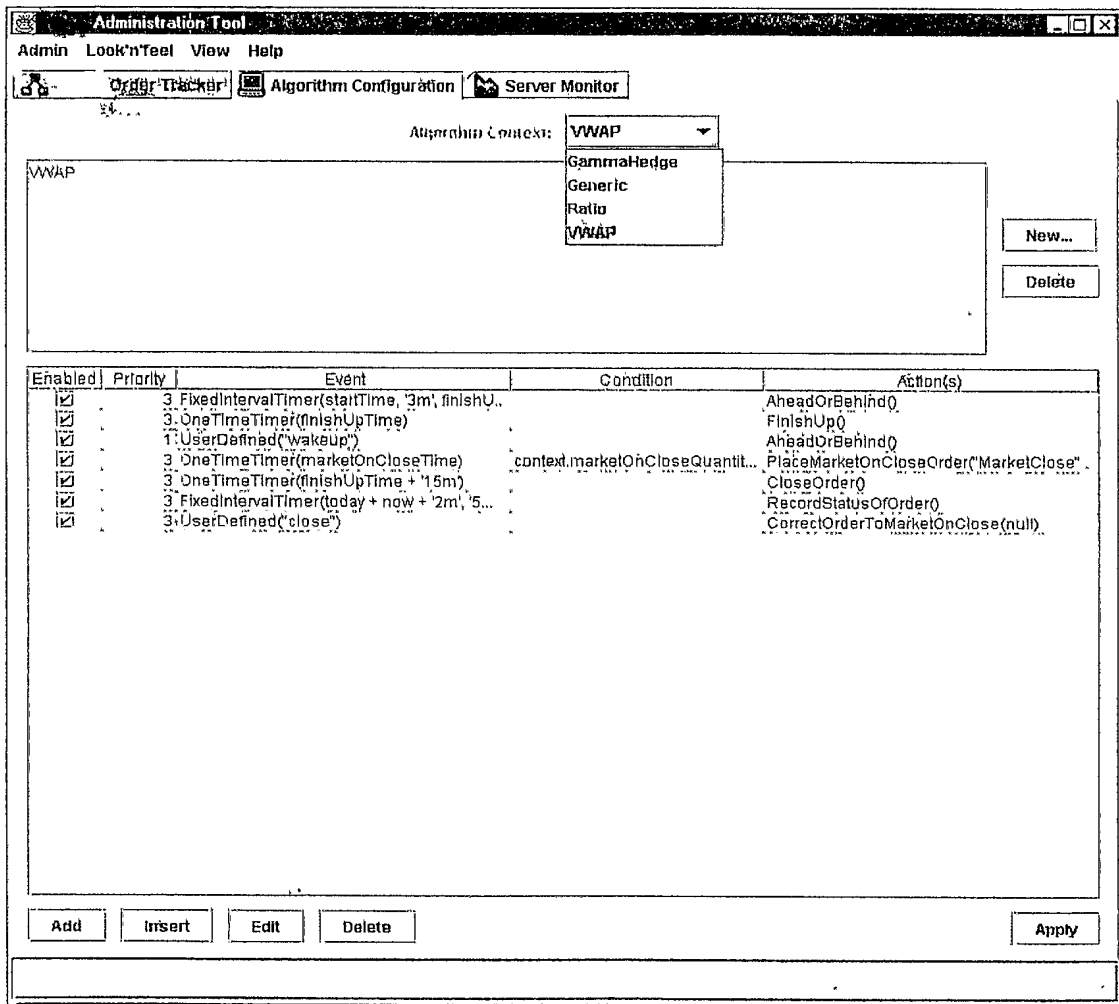 Administration Tool
Admin Look'n'feel View Help
Order Tracker Algorithm Configuration Server Monitor
Algorithm Context: VWAP
GammaHedge
Generic
Ratio
VWAP
VWAP
New...
Delete
Enabled Priority Event Condition Action(s)
3 FixedIntervalTimer(startTime, '3m', finishU.. AheadOrBehind()
3 OneTimeTimer(finishUpTime) FinishUp()
1 UserDefined("wakeup") AheadOrBehind()
3 OneTimeTimer(marketOnCloseTime) context.marketOnCloseQuantit... PlaceMarketOnCloseOrder("MarketClose" .
3 OneTimeTimer(finishUpTime + '15m') CloseOrder()
3 FixedIntervalTimer(today + now + '2m', '5... RecordStatusOfOrder()
3 UserDefined("close") CorrectOrderToMarketOnClose(null)
Add Insert Edit Delete Apply